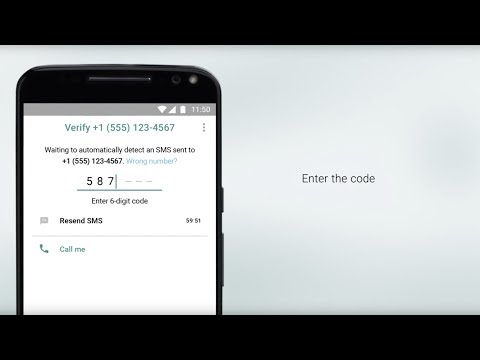 11:50
Verify +1 (555) 123-4567
Waiting to automatically detect an SMS sent to
+1 (555) 123-4567. Wrong number?
5 8 7
Enter 6-digit code
Resend SMS 59:51
Call me
Enter the code